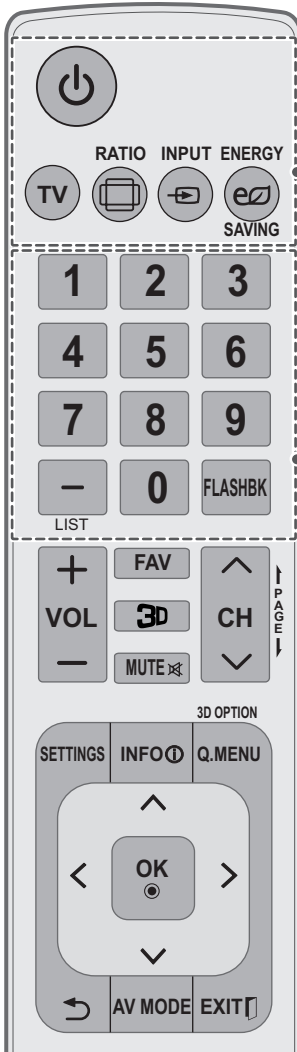 RATIO INPUT ENERGY
TV
SAVING
1 2 3
4 5 6
7 8 9
– 0 FLASHBK
LIST
+ FAV
VOL 3D CH PAGE
– MUTE
3D OPTION
SETTINGS INFO Q.MENU
OK
AV MODE EXIT